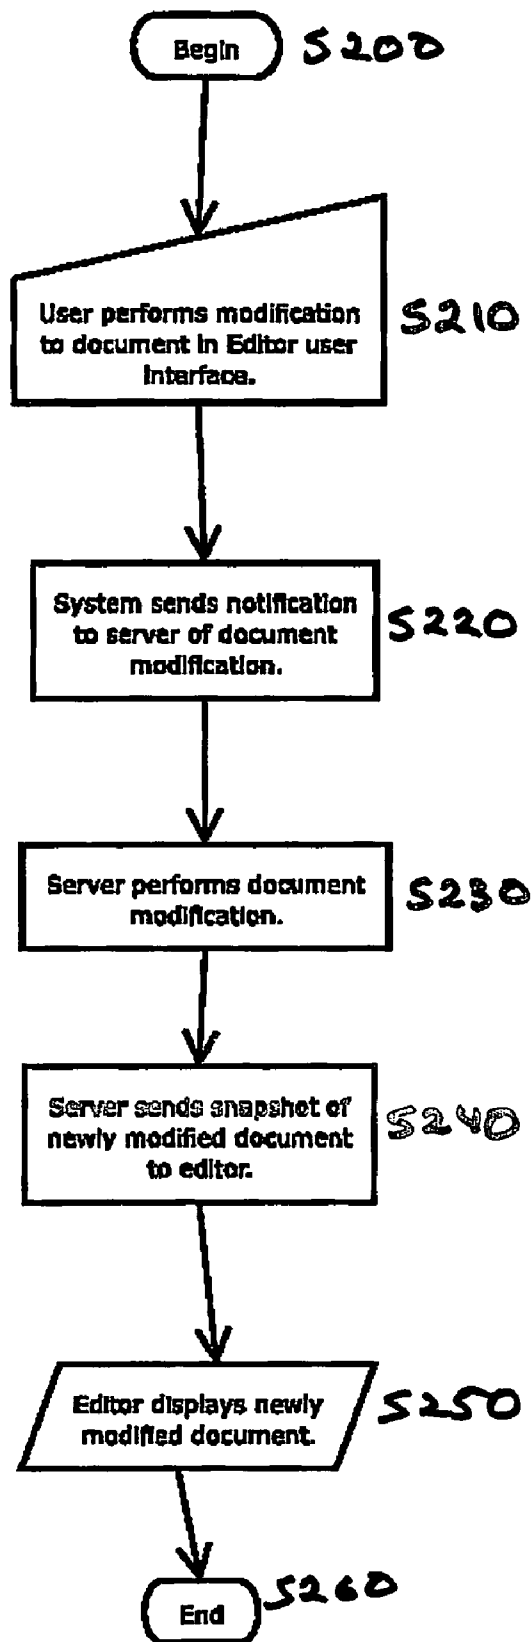 Begin S200
User performs modification
to document in Editor user
interface.
S210
System sends notification
to server of document
modification.
S220
Server performs document
modification.
S230
Server sends snapshot of
newly modified document
to editor.
S240
Editor displays newly
modified document.
S250
End S260